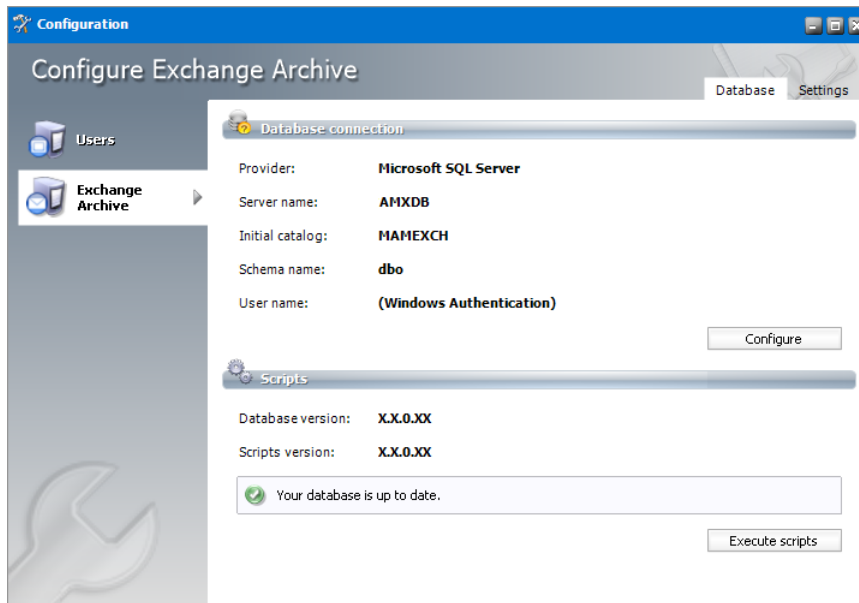 Configuration
Configure Exchange Archive
Database Settings
Users
Exchange
Archive
Database connection
Provider: Microsoft SQL Server
Server name: AMXDB
Initial catalog: MAMEXCH
Schema name: dbo
User name: (Windows Authentication)
Configure
Scripts
Database version: X.X.0.XX
Scripts version: X.X.0.XX
Your database is up to date.
Execute scripts